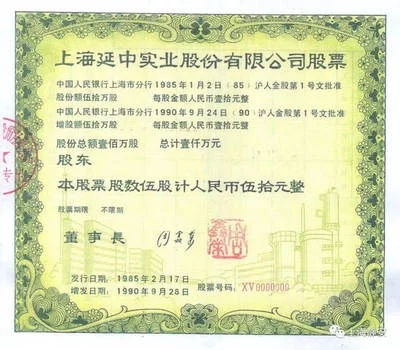 上海延中实业股份有限公司股票
中国人民银行上海市分行1985年1月2日(85)沪人金股第1号文批准
股份额伍拾万股 每股金额人民币壹拾元整
中国人民银行上海市分行1990年9月24日(90)沪人金股第1号文批准
增股额伍拾万股 每股金额人民币壹拾元整
股份总额壹佰万股 总计壹仟万元
股东
本股票股数伍股计人民币伍拾元整
股票期限 不限期
董事長
发行日期:1985年2月17日
增发日期:1990年9月28日
股票号码:XV0000000